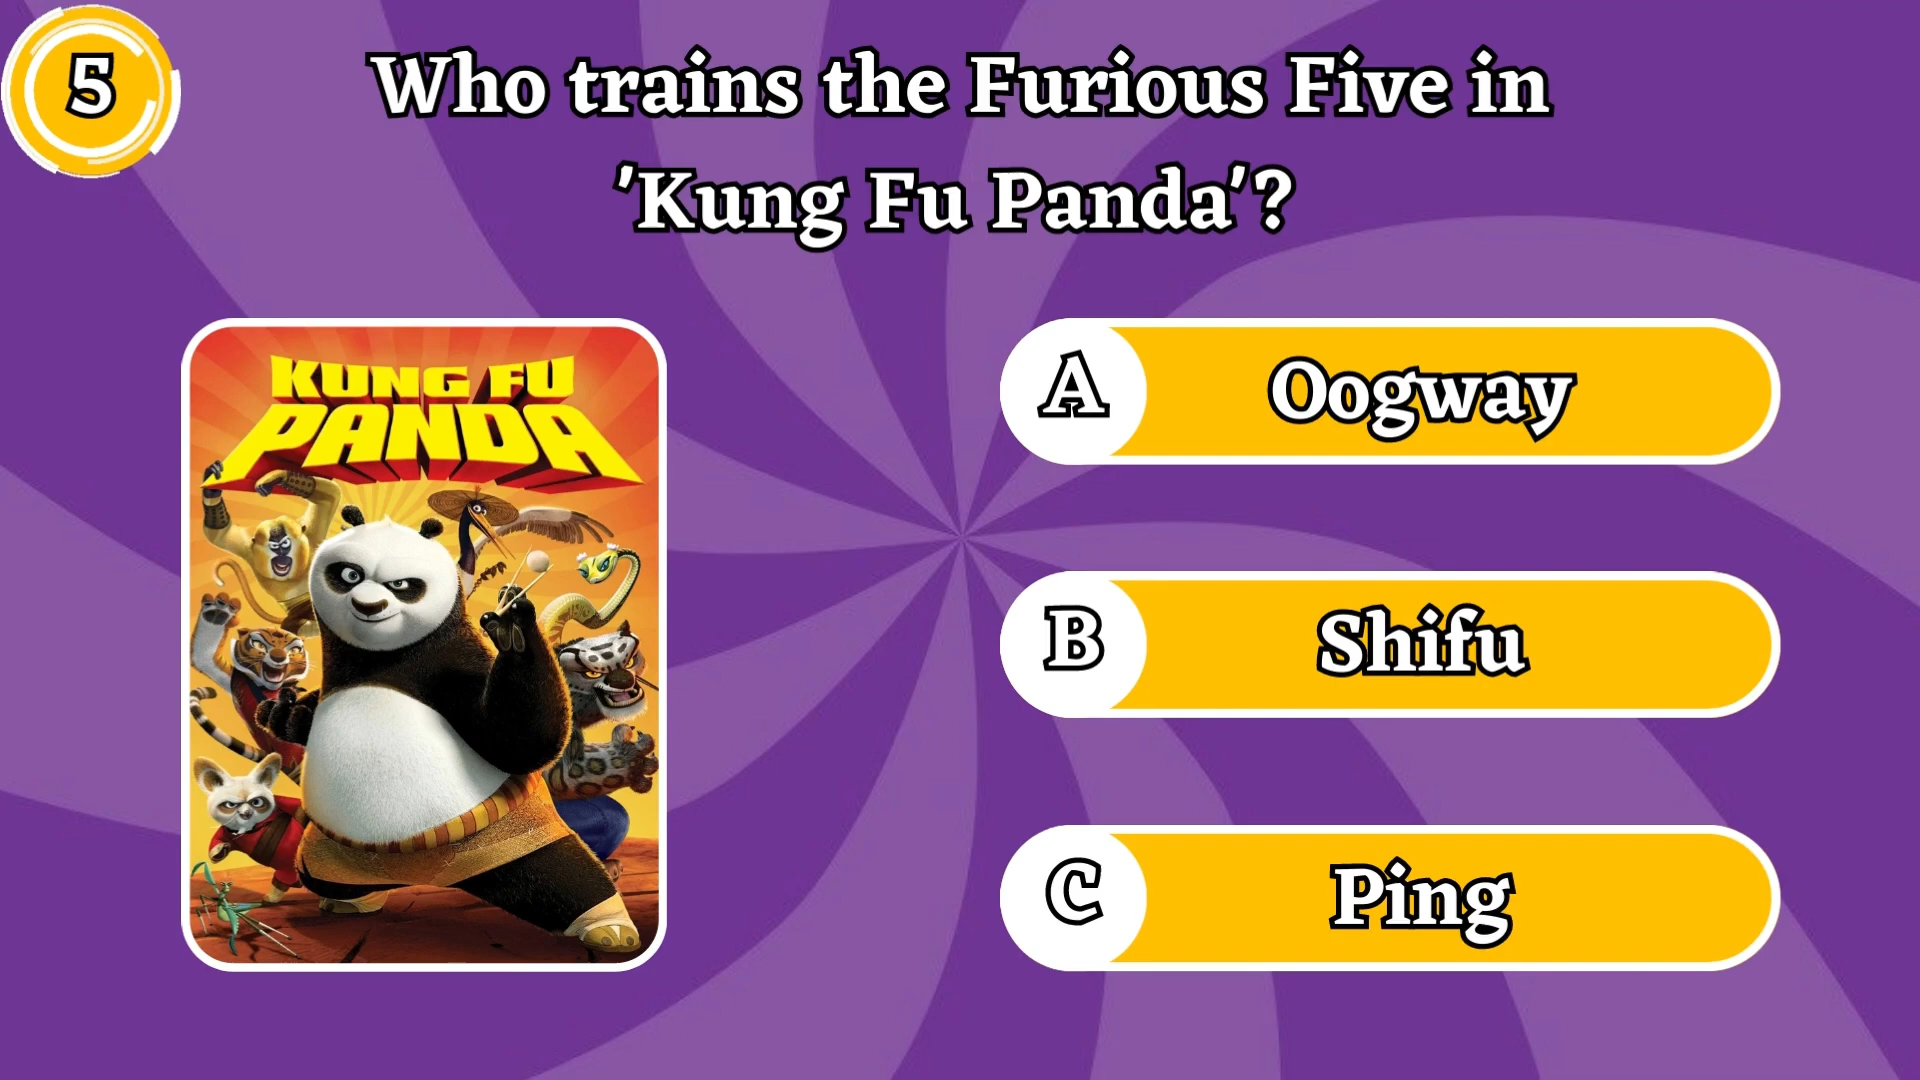 5
Who trains the Furious Five in
'Kung Fu Panda'?
KUNG FU
PANDA
A
Oogway
B
Shifu
C
Ping